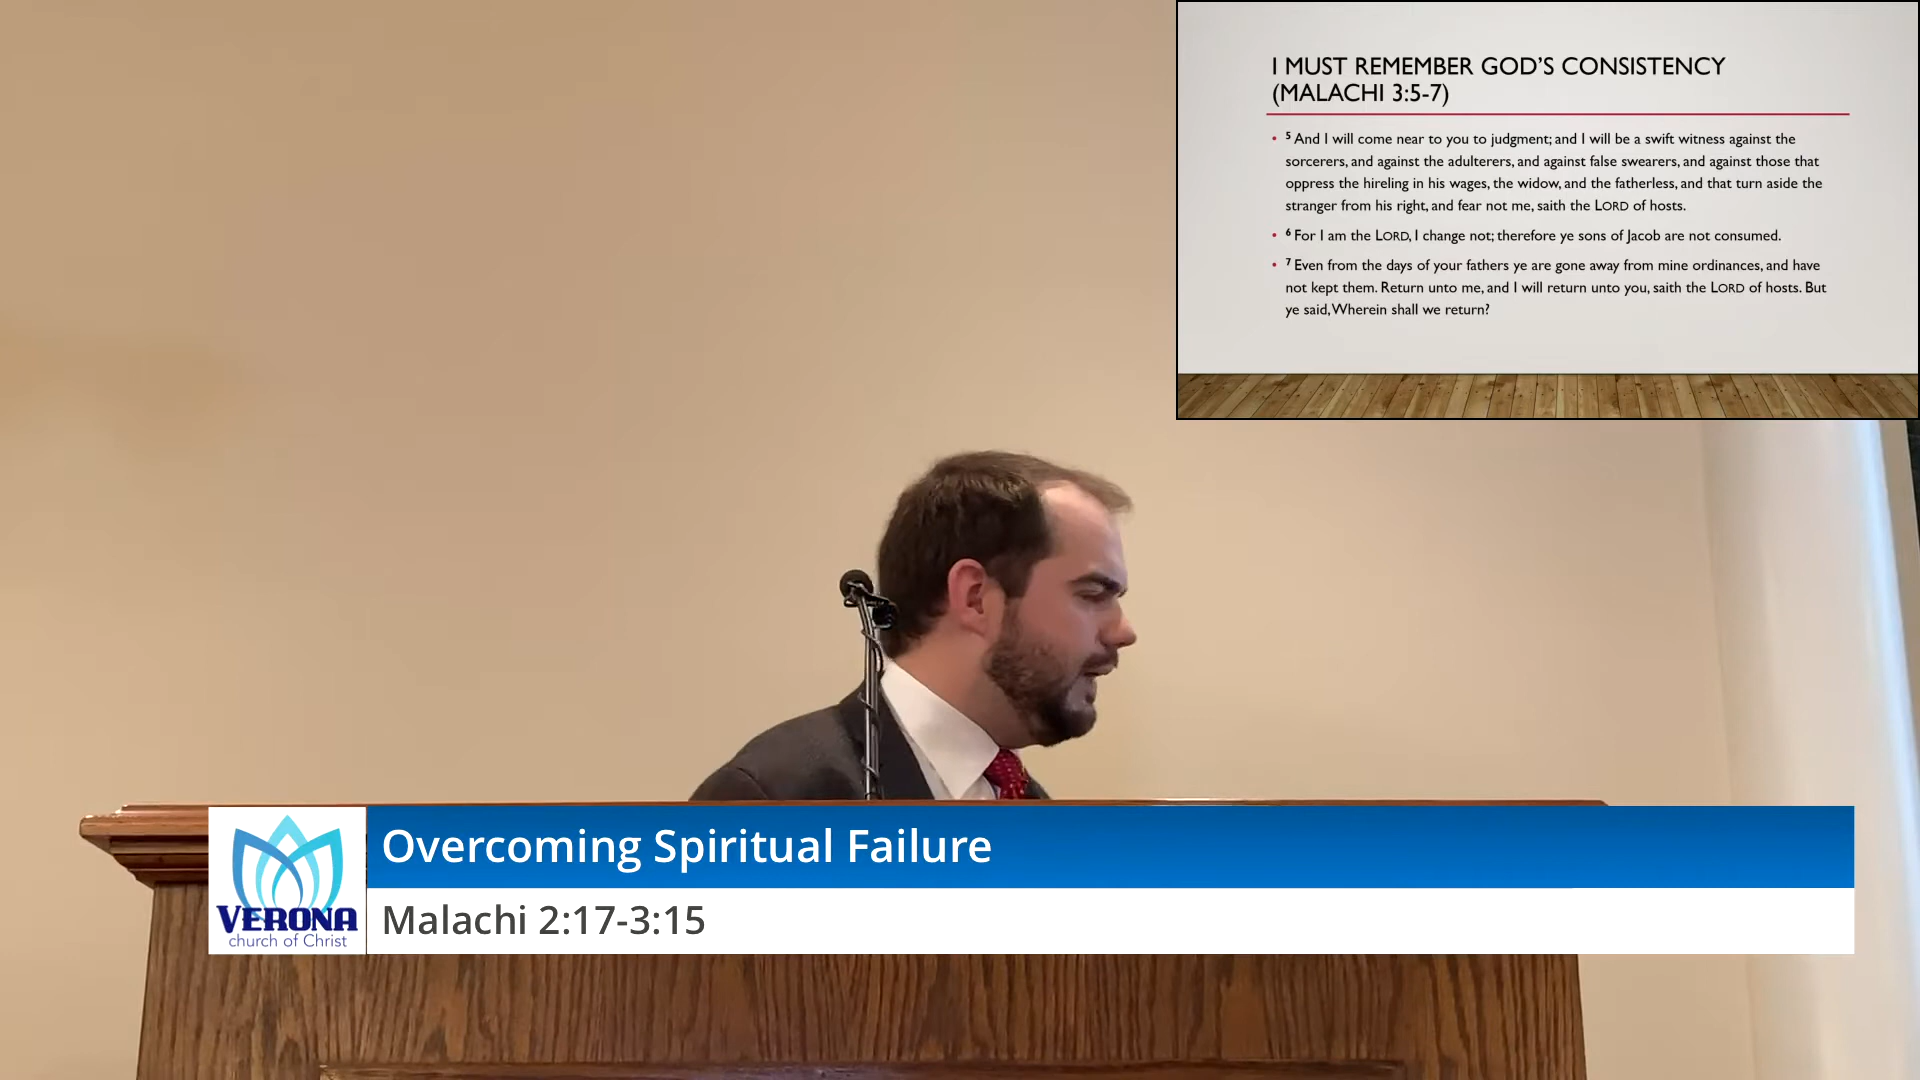 I MUST REMEMBER GOD'S CONSISTENCY
(MALACHI 3:5-7)
• 5 And I will come near to you to judgment; and I will be a swift witness against the
sorcerers, and against the adulterers, and against false swearers, and against those that
oppress the hireling in his wages, the widow, and the fatherless, and that turn aside the
stranger from his right, and fear not me, saith the LORD of hosts.
• 6 For I am the LORD, I change not; therefore ye sons of Jacob are not consumed.
• 7 Even from the days of your fathers ye are gone away from mine ordinances, and have
not kept them. Return unto me, and I will return unto you, saith the LORD of hosts. But
ye said, Wherein shall we return?
Overcoming Spiritual Failure
Malachi 2:17-3:15
VERONA
church of Christ